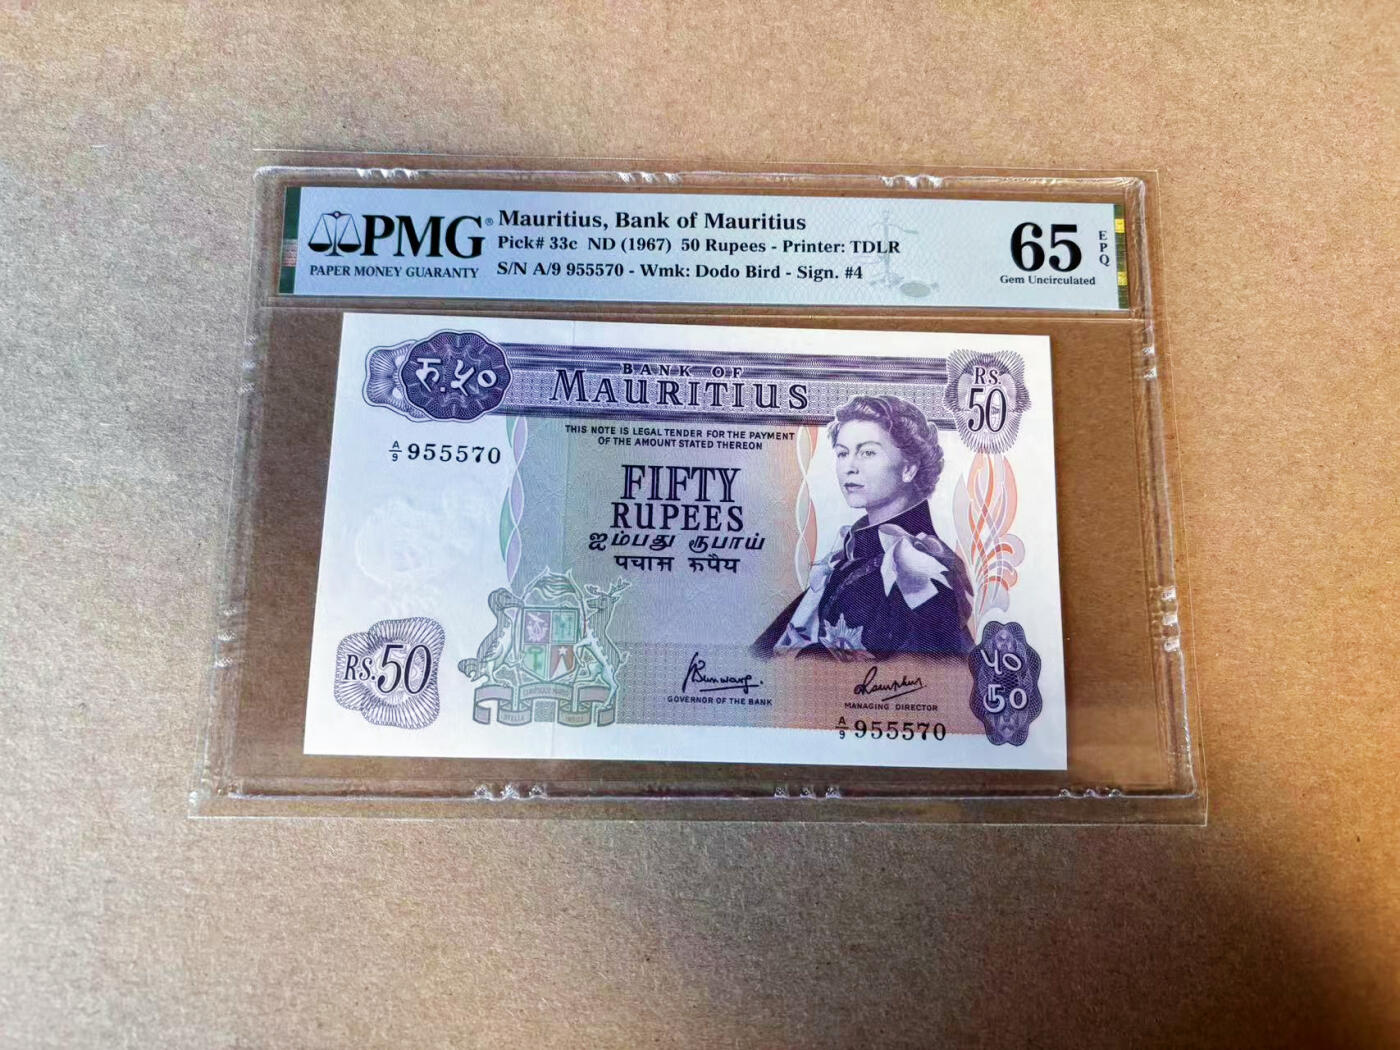 PMG®
PAPER MONEY GUARANTY
Mauritius, Bank of Mauritius
Pick# 33c ND (1967) 50 Rupees - Printer: TDLR
S/N A/9 955570 - Wmk: Dodo Bird - Sign. #4
65
EPQ
Gem Uncirculated
रु.५०
BANK OF
MAURITIUS
RS.
50
THIS NOTE IS LEGAL TENDER FOR THE PAYMENT
OF THE AMOUNT STATED THEREON
A/9 955570
FIFTY
RUPEES
ஐம்பது ரூபாய்
पचास रूपैय
RS.50
GOVERNOR OF THE BANK
MANAGING DIRECTOR
५०
50
A/9 955570